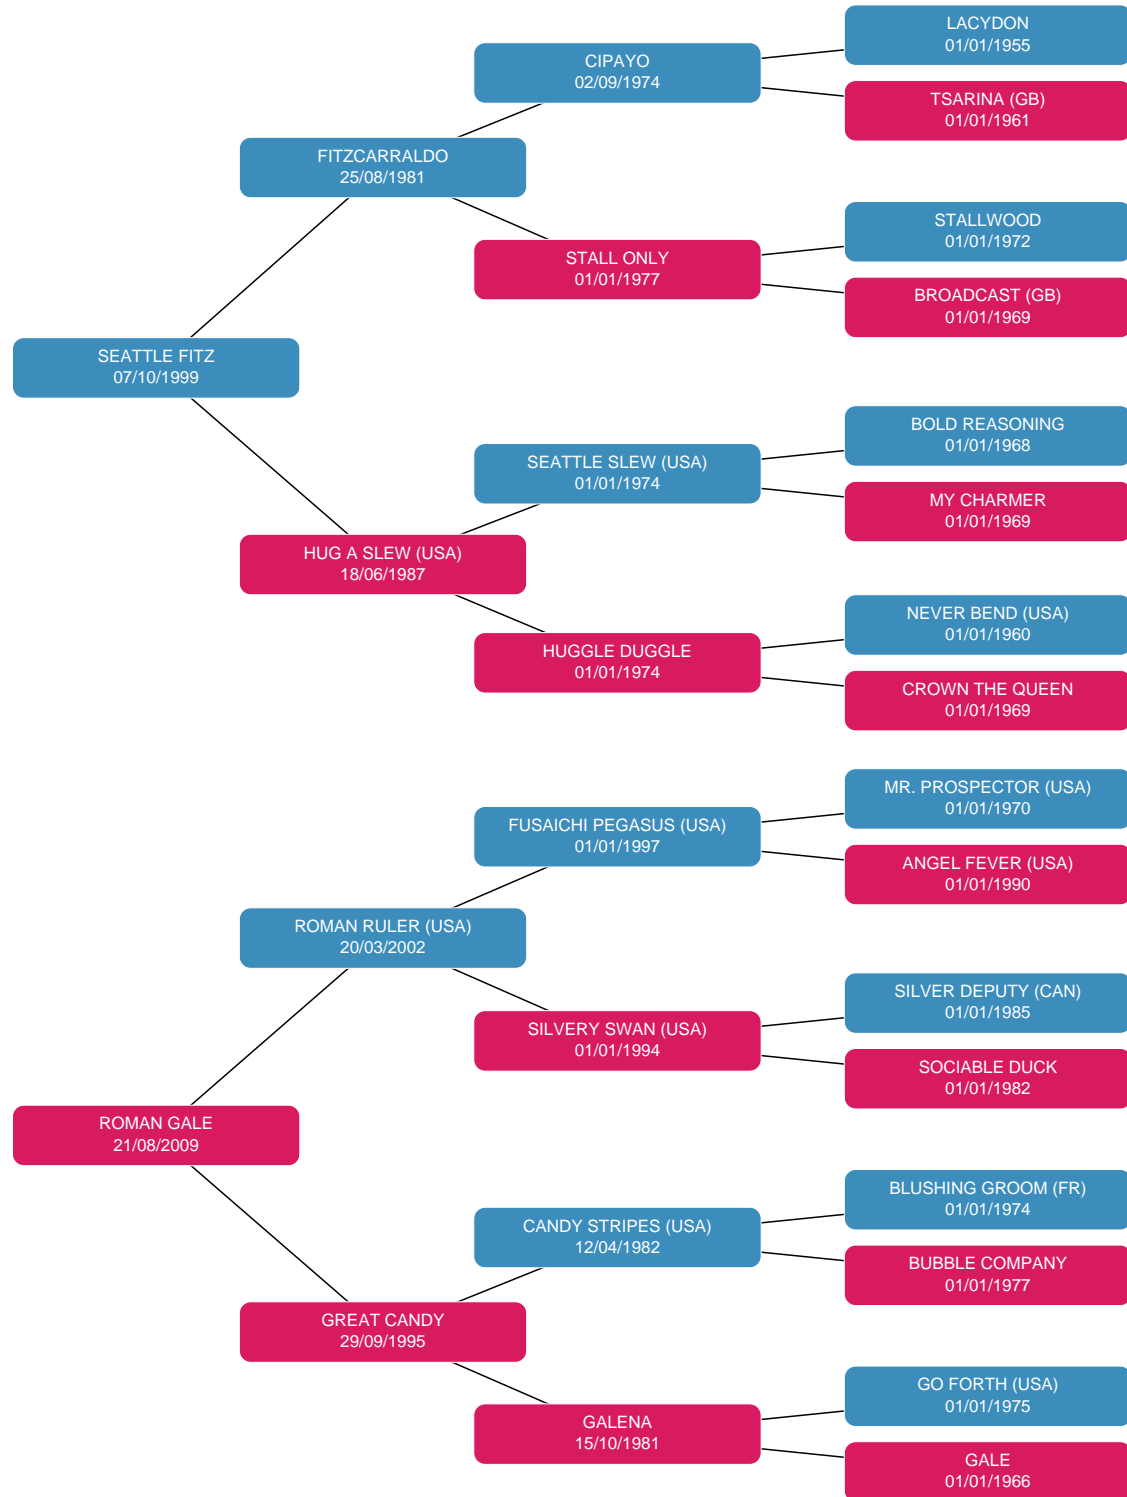 LACYDON
01/01/1955
CIPAYO
02/09/1974
TSARINA (GB)
01/01/1961
FITZCARRALDO
25/08/1981
STALLWOOD
01/01/1972
STALL ONLY
01/01/1977
BROADCAST (GB)
01/01/1969
SEATTLE FITZ
07/10/1999
BOLD REASONING
01/01/1968
SEATTLE SLEW (USA)
01/01/1974
MY CHARMER
01/01/1969
HUG A SLEW (USA)
18/06/1987
NEVER BEND (USA)
01/01/1960
HUGGLE DUGGLE
01/01/1974
CROWN THE QUEEN
01/01/1969
MR. PROSPECTOR (USA)
01/01/1970
FUSAICHI PEGASUS (USA)
01/01/1997
ANGEL FEVER (USA)
01/01/1990
ROMAN RULER (USA)
20/03/2002
SILVER DEPUTY (CAN)
01/01/1985
SILVERY SWAN (USA)
01/01/1994
SOCIABLE DUCK
01/01/1982
ROMAN GALE
21/08/2009
BLUSHING GROOM (FR)
01/01/1974
CANDY STRIPES (USA)
12/04/1982
BUBBLE COMPANY
01/01/1977
GREAT CANDY
29/09/1995
GO FORTH (USA)
01/01/1975
GALENA
15/10/1981
GALE
01/01/1966